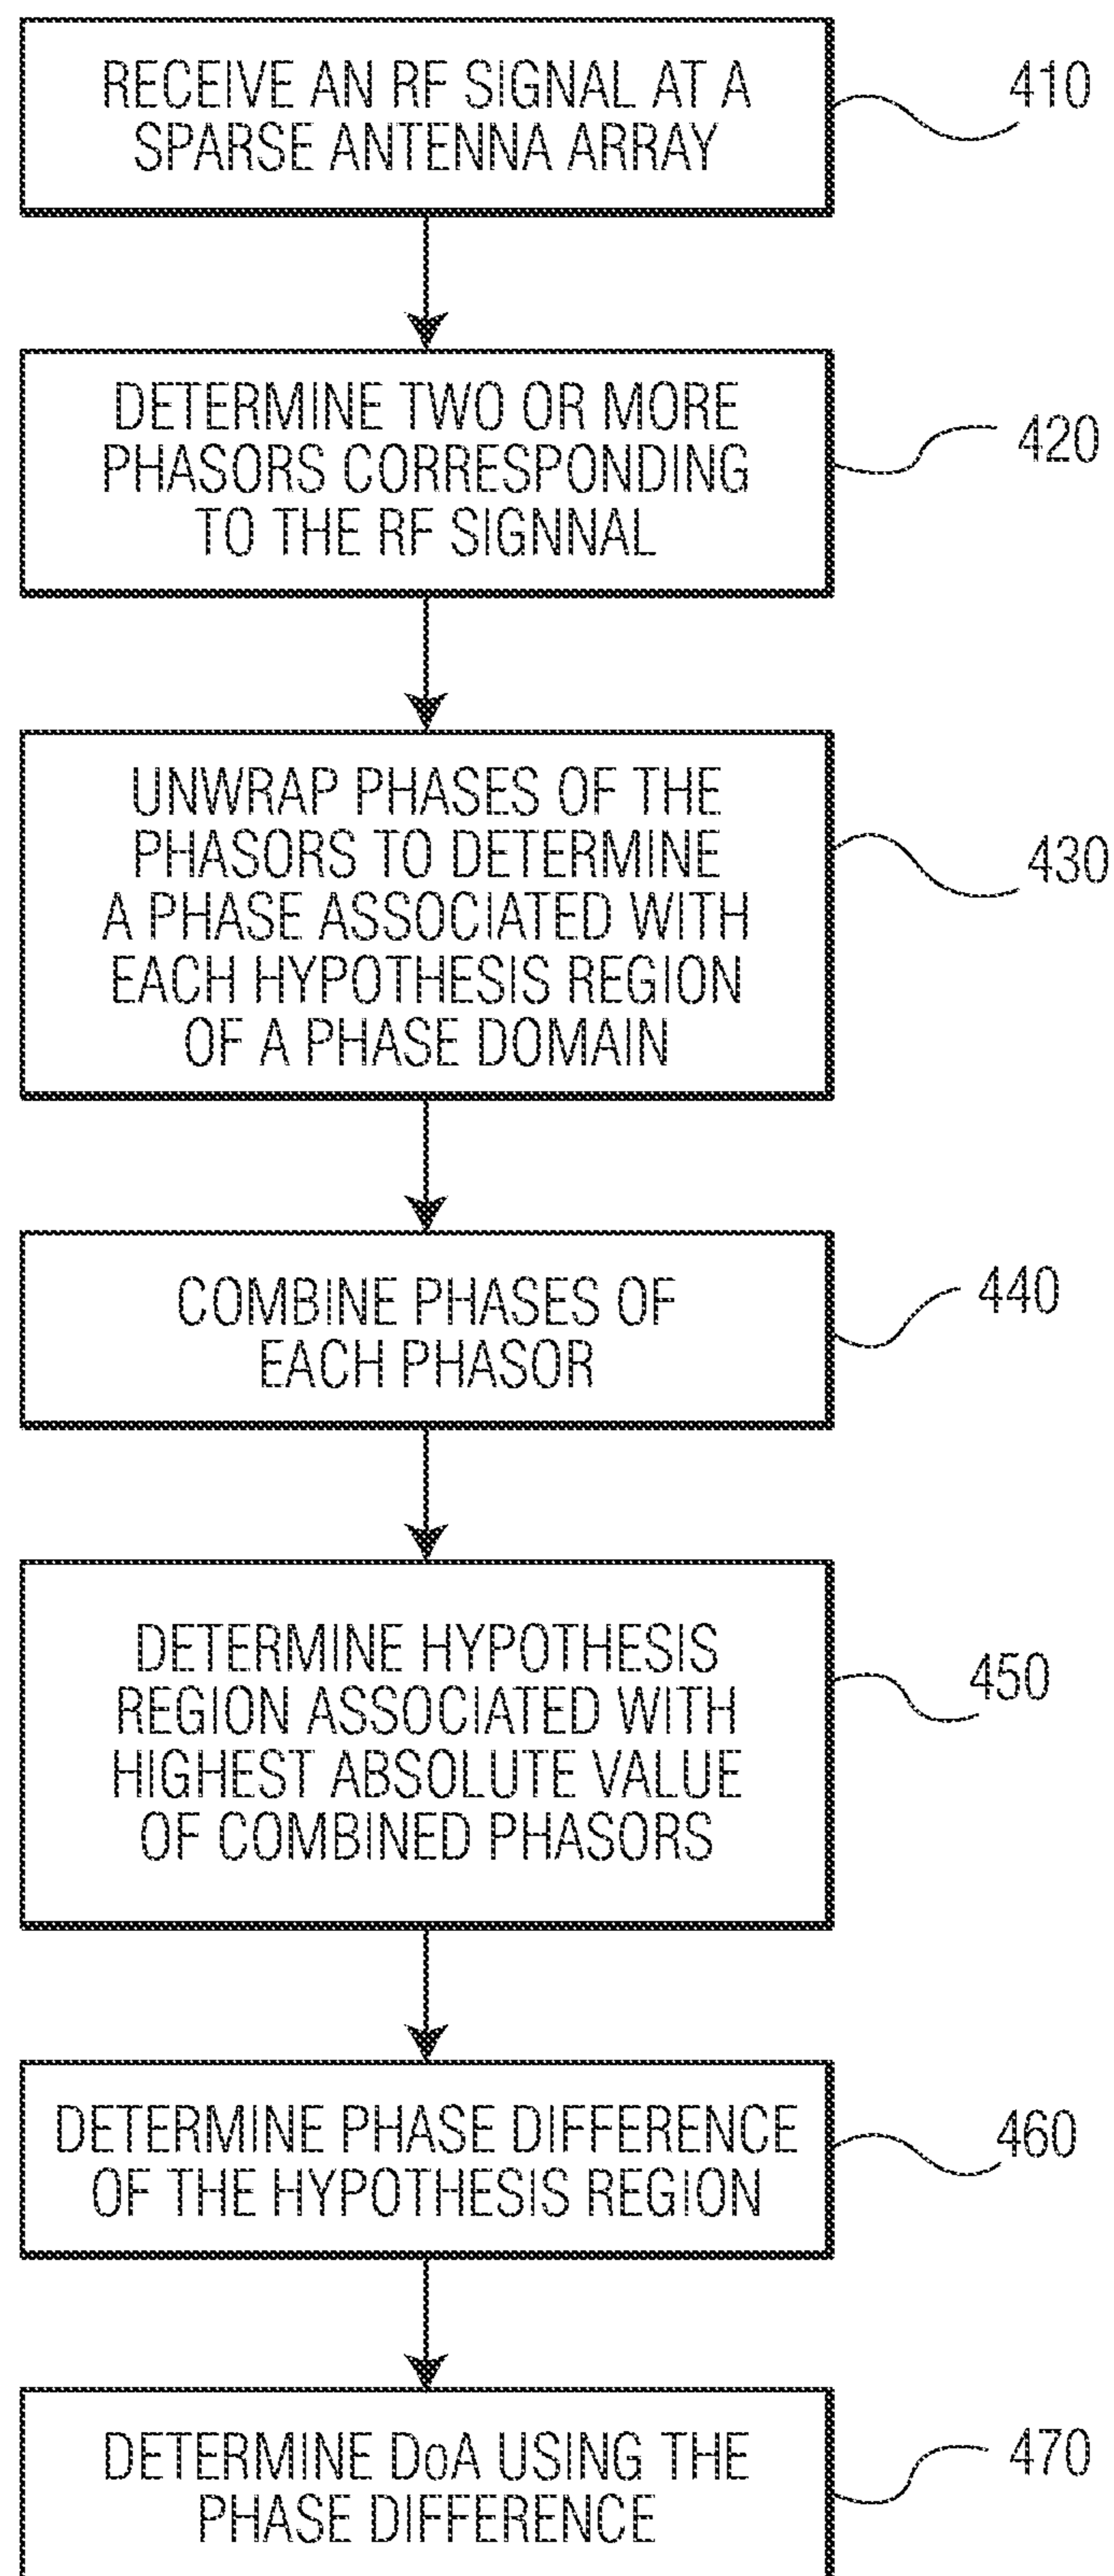 RECEIVE AN RF SIGNAL AT A
SPARSE ANTENNA ARRAY
410
DETERMINE TWO OR MORE
PHASORS CORRESPONDING
TO THE RF SIGNNAL
420
UNWRAP PHASES OF THE
PHASORS TO DETERMINE
A PHASE ASSOCIATED WITH
EACH HYPOTHESIS REGION
OF A PHASE DOMAIN
430
COMBINE PHASES OF
EACH PHASOR
440
DETERMINE HYPOTHESIS
REGION ASSOCIATED WITH
HIGHEST ABSOLUTE VALUE
OF COMBINED PHASORS
450
DETERMINE PHASE DIFFERENCE
OF THE HYPOTHESIS REGION
460
DETERMINE DoA USING THE
PHASE DIFFERENCE
470